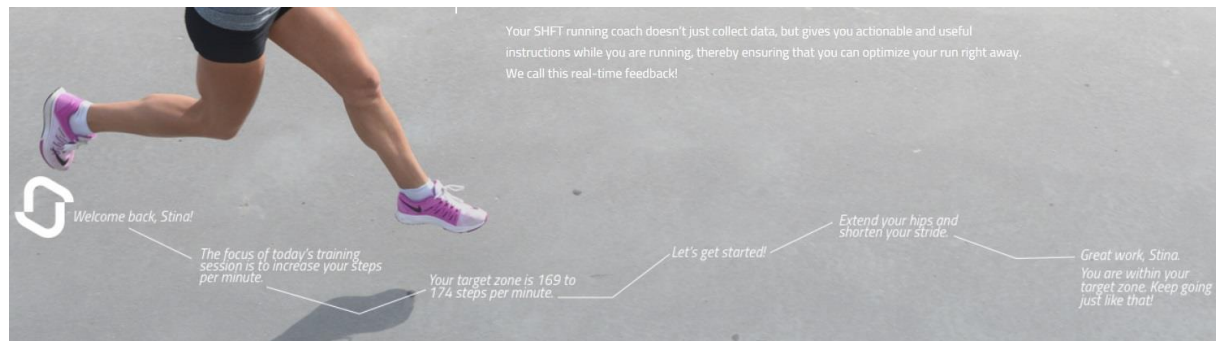 Your SHFT running coach doesn't just collect data, but gives you actionable and useful
instructions while you are running, thereby ensuring that you can optimize your run right away.
We call this real-time feedback!
Welcome back, Stina!
The focus of today's training
session is to increase your steps
per minute.
Your target zone is 169 to
174 steps per minute.
Let's get started!
Extend your hips and
shorten your stride.
Great work, Stina.
You are within your
target zone. Keep going
just like that!